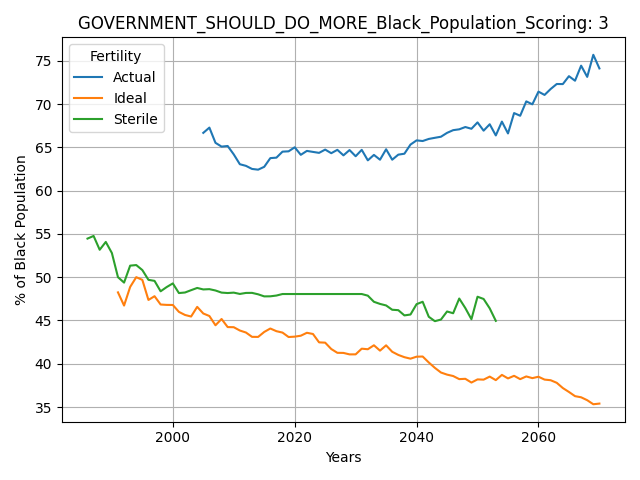 GOVERNMENT_SHOULD_DO_MORE_Black_Population_Scoring: 3
Fertility
Actual
Ideal
Sterile
% of Black Population
75
70
65
60
55
50
45
40
35
2000
2020
2040
2060
Years